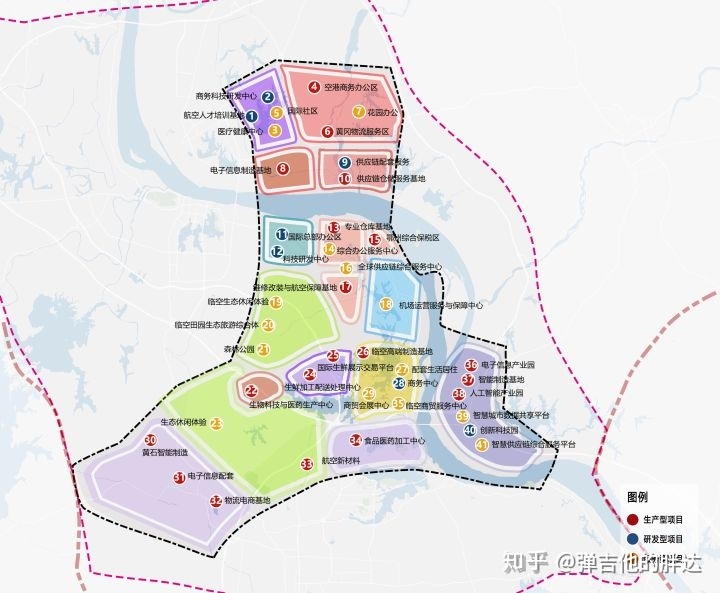 4 空港商务办公区
商务科技研发中心 2
航空人才培训基地 1
5 国际社区
7 花园办公
医疗健康中心 3
6 黄冈物流服务区
电子信息制造基地 8
9 供应链配套服务
10 供应链仓储服务基地
11 国际总部办公区
12 科技研发中心
13 专业仓库基地
14 综合办公服务中心
15 鄂州综合保税区
16 全球供应链综合服务中心
维修改装与航空保障基地 17
18 机场运营服务与保障中心
临空生态休闲体验 19
临空田园生态旅游综合体 20
森林公园 21
25 26 临空高端制造基地
国际生鲜展示交易平台 27 配套生活居住
24 28 商务中心
生鲜加工配送处理中心
22 29 35 临空商贸服务中心
生物科技与医药生产中心 商贸会展中心
36 电子信息产业园
37 智能制造基地
38 人工智能产业园
39 智慧城市数据共享平台
40 创新科技园
41 智慧供应链综合服务平台
生态休闲体验 23
30
黄石智能制造
34 食品医药加工中心
33 航空新材料
31 电子信息配套
32 物流电商基地
图例
生产型项目
研发型项目
知乎 @弹吉他的胖达